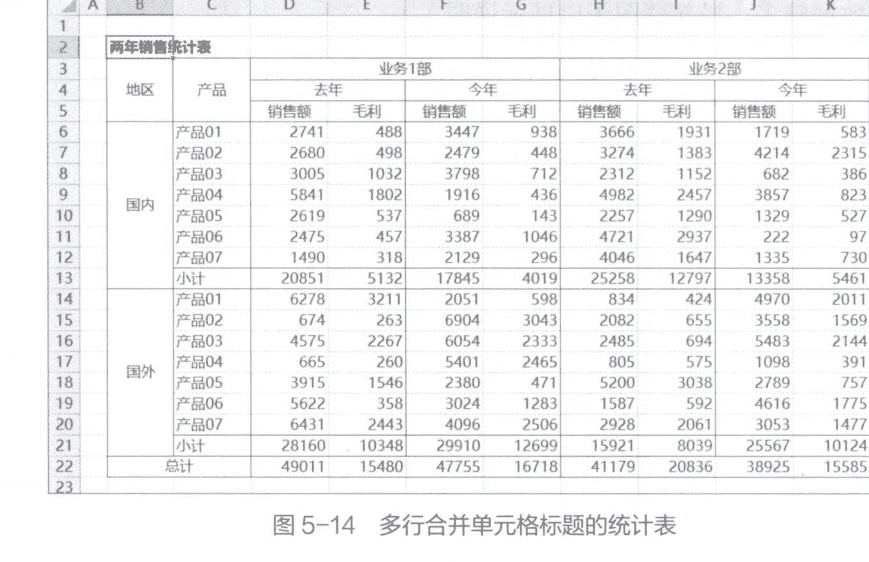 A B C D E F G H I J K
1
2 两年销售统计表
3 业务1部 业务2部
4 地区 产品 去年 今年 去年 今年
5 销售额 毛利 销售额 毛利 销售额 毛利 销售额 毛利
6 产品01 2741 488 3447 938 3666 1931 1719 583
7 产品02 2680 498 2479 448 3274 1383 4214 2315
8 产品03 3005 1032 3798 712 2312 1152 682 386
9 国内 产品04 5841 1802 1916 436 4982 2457 3857 823
10 产品05 2619 537 689 143 2257 1290 1329 527
11 产品06 2475 457 3387 1046 4721 2937 222 97
12 产品07 1490 318 2129 296 4046 1647 1335 730
13 小计 20851 5132 17845 4019 25258 12797 13358 5461
14 产品01 6278 3211 2051 598 834 424 4970 2011
15 产品02 674 263 6904 3043 2082 655 3558 1569
16 产品03 4575 2267 6054 2333 2485 694 5483 2144
17 国外 产品04 665 260 5401 2465 805 575 1098 391
18 产品05 3915 1546 2380 471 5200 3038 2789 757
19 产品06 5622 358 3024 1283 1587 592 4616 1775
20 产品07 6431 2443 4096 2506 2928 2061 3053 1477
21 小计 28160 10348 29910 12699 15921 8039 25567 10124
22 总计 49011 15480 47755 16718 41179 20836 38925 15585
23
图 5-14 多行合并单元格标题的统计表